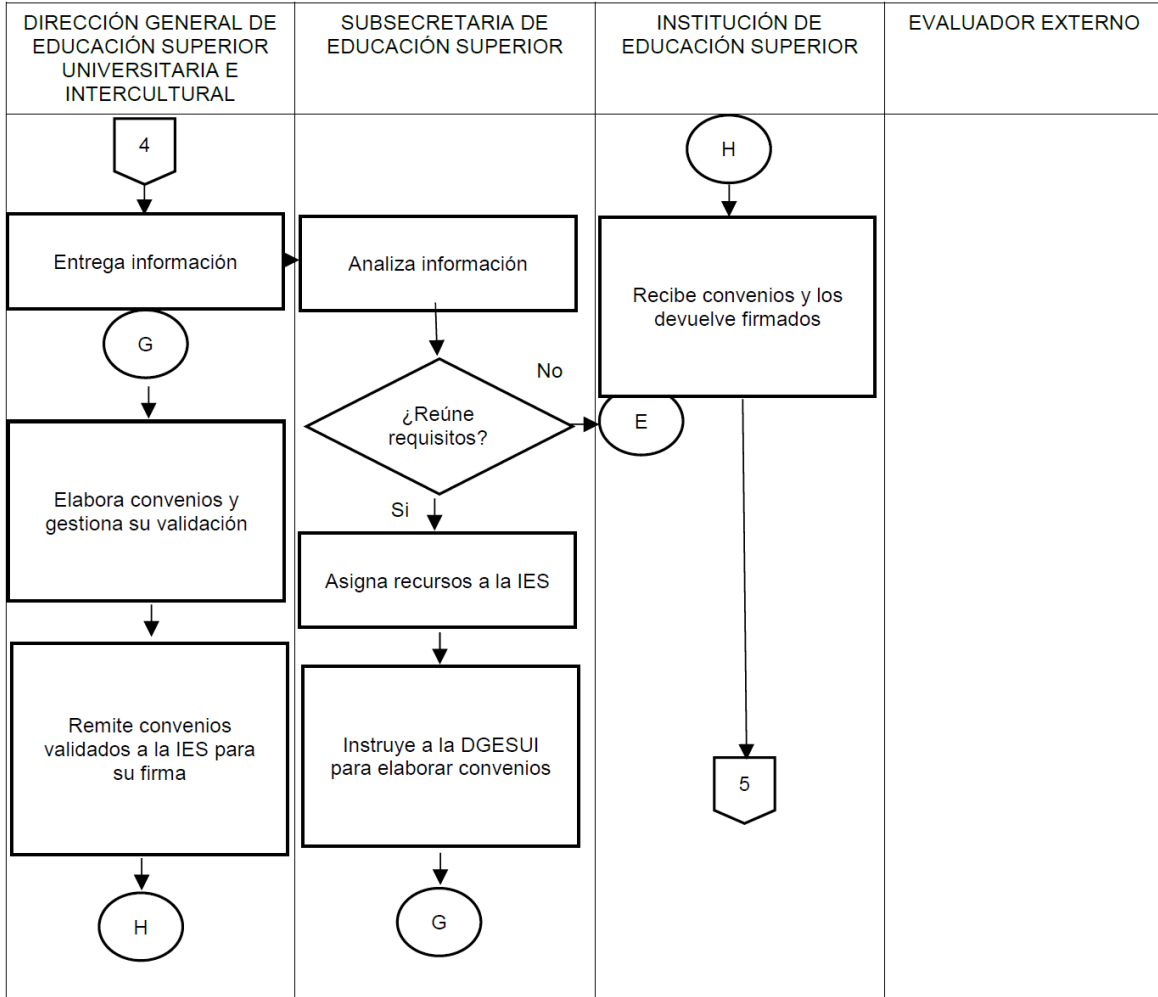 DIRECCIÓN GENERAL DE
EDUCACIÓN SUPERIOR
UNIVERSITARIA E
INTERCULTURAL
SUBSECRETARIA DE
EDUCACIÓN SUPERIOR
INSTITUCIÓN DE
EDUCACIÓN SUPERIOR
EVALUADOR EXTERNO
4
Entrega información
G
Elabora convenios y
gestiona su validación
Remite convenios
validados a la IES para
su firma
H
Analiza información
¿Reúne
requisitos?
No
Si
Asigna recursos a la IES
Instruye a la DGESUI
para elaborar convenios
G
H
Recibe convenios y los
devuelve firmados
E
5